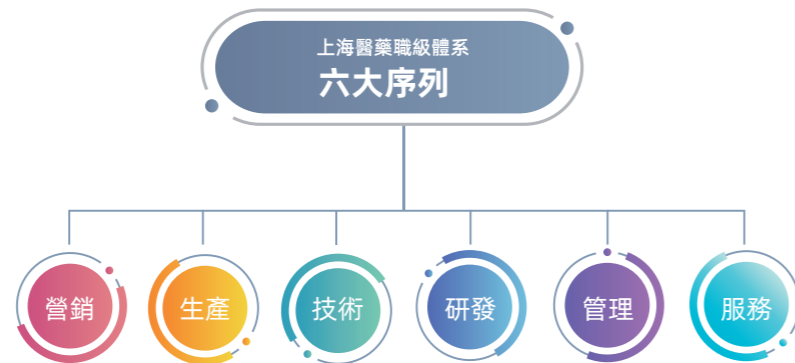 上海醫藥職級體系
六大序列
營銷
生產
技術
研發
管理
服務